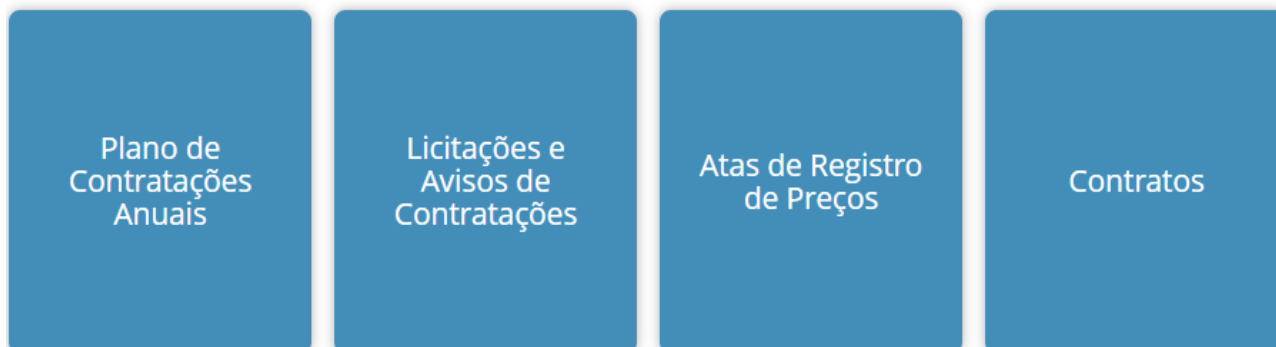 Plano de
Contratações
Anuais
Licitações e
Avisos de
Contratações
Atas de Registro
de Preços
Contratos